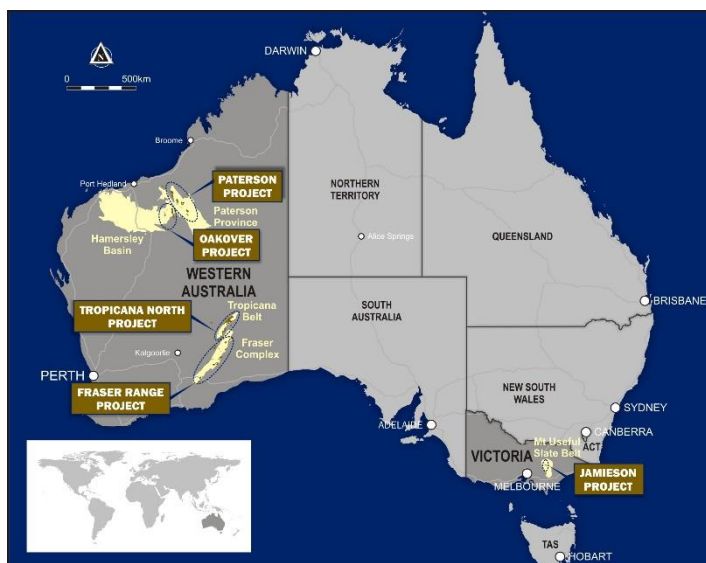 DARWIN
0 500km
Broome
Port Hedland
PATERSON
PROJECT
NORTHERN
TERRITORY
Paterson
Province
Alice Springs
QUEENSLAND
Hamersley
Basin
OAKOVER
PROJECT
WESTERN
AUSTRALIA
TROPICANA NORTH
PROJECT
Tropicana
Belt
SOUTH
AUSTRALIA
BRISBANE
Kalgoorlie
Fraser
Complex
PERTH
FRASER RANGE
PROJECT
NEW SOUTH
WALES
SYDNEY
ADELAIDE
CANBERRA
ACT
Mt Useful
Slate Belt
VICTORIA
MELBOURNE
JAMIESON
PROJECT
TAS
HOBART